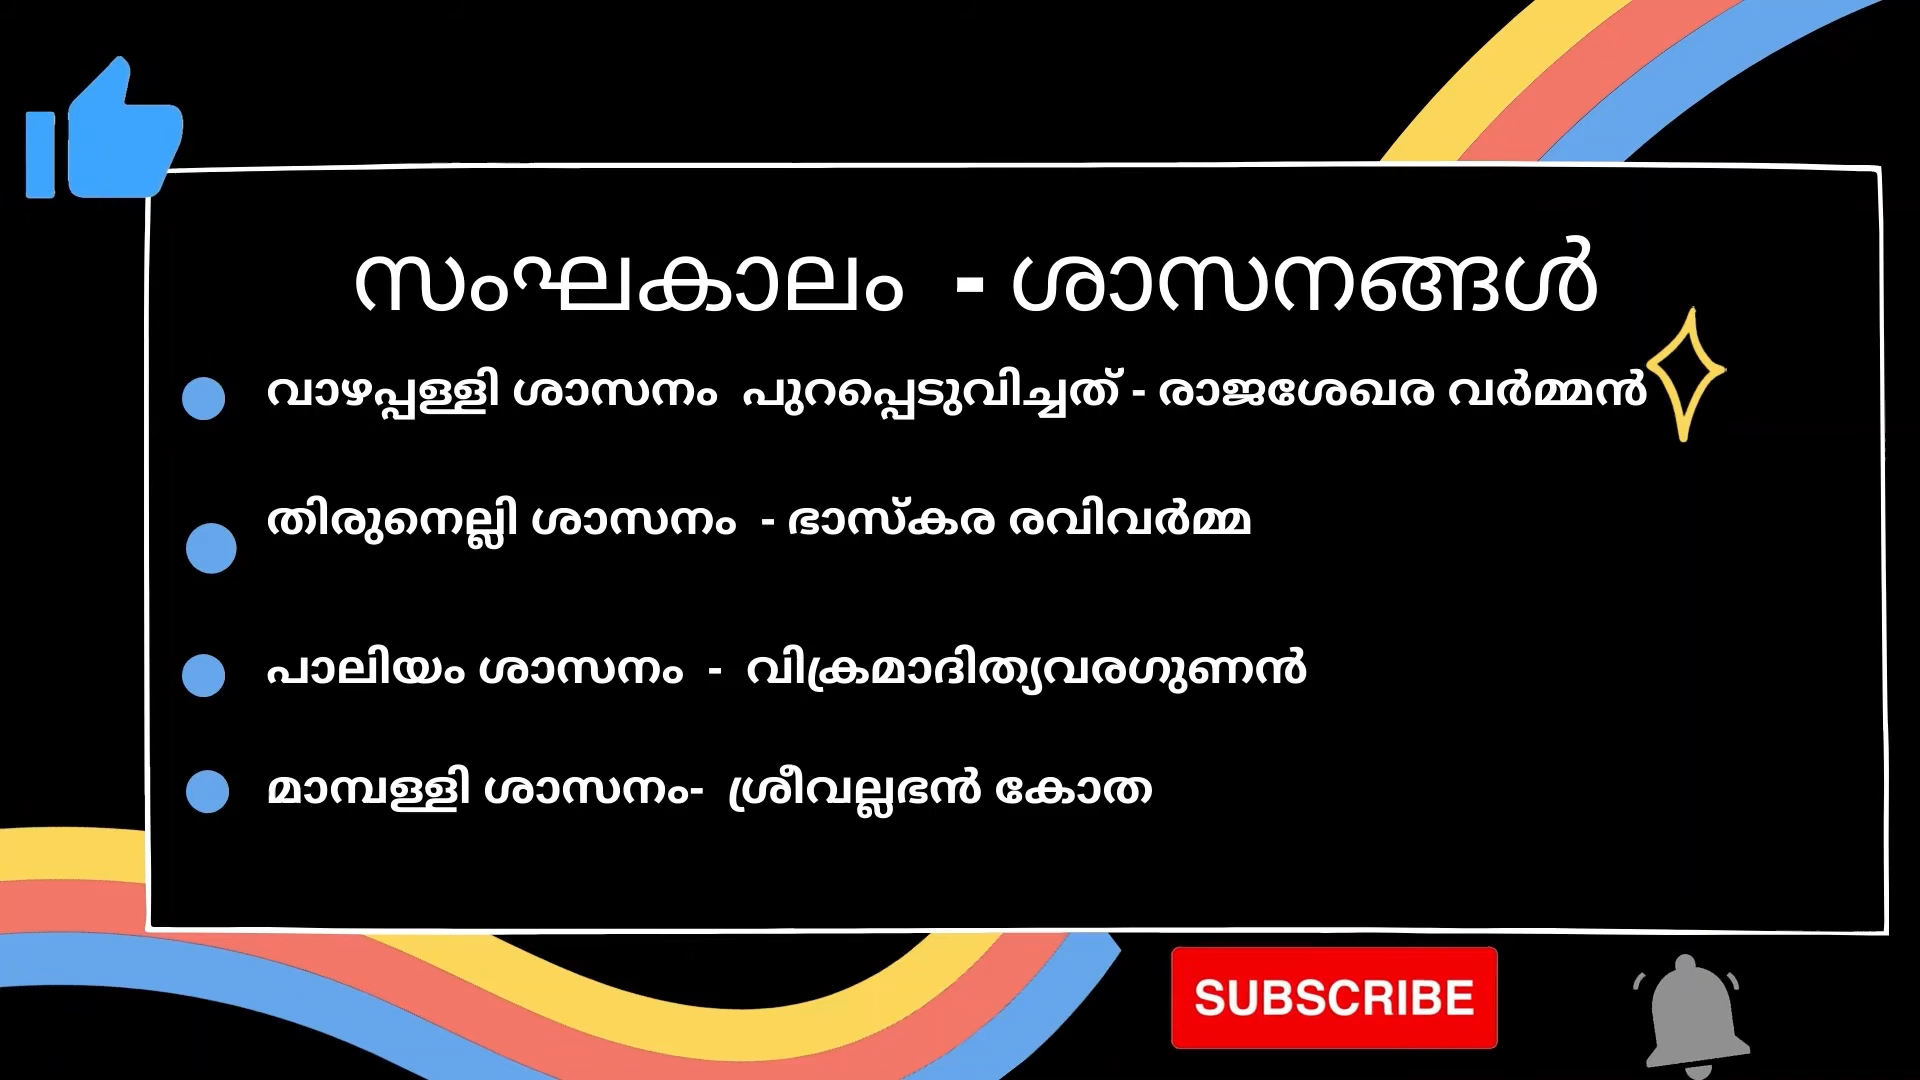 സംഘകാലം - ശാസനങ്ങൾ
വാഴപ്പള്ളി ശാസനം പുറപ്പെടുവിച്ചത് - രാജശേഖര വർമ്മൻ
തിരുനെല്ലി ശാസനം - ഭാസ്കര രവിവർമ്മ
പാലിയം ശാസനം - വിക്രമാദിത്യവരഗുണൻ
മാമ്പള്ളി ശാസനം- ശ്രീവല്ലഭൻ കോത
SUBSCRIBE